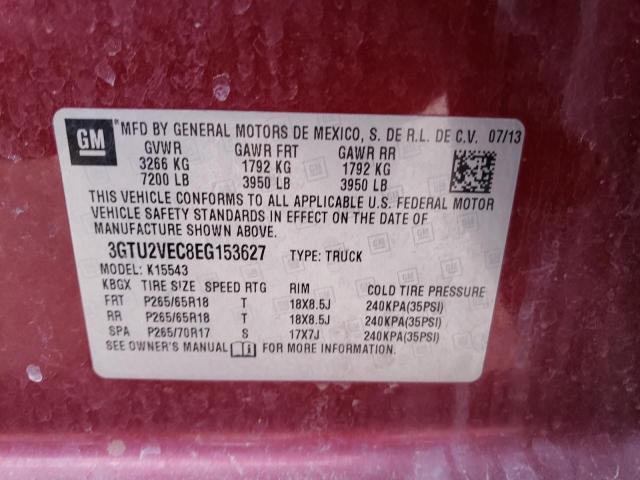 GM
MFD BY GENERAL MOTORS DE MEXICO, S. DE R.L. DE C.V. 07/13
GVWR GAWR FRT GAWR RR
3266 KG 1792 KG 1792 KG
7200 LB 3950 LB 3950 LB
THIS VEHICLE CONFORMS TO ALL APPLICABLE U.S. FEDERAL MOTOR
VEHICLE SAFETY STANDARDS IN EFFECT ON THE DATE OF
MANUFACTURE SHOWN ABOVE.
3GTU2VEC8EG153627 TYPE: TRUCK
MODEL: K15543
KBGX TIRE SIZE SPEED RTG RIM COLD TIRE PRESSURE
FRT P265/65R18 T 18X8.5J 240KPA(35PSI)
RR P265/65R18 T 18X8.5J 240KPA(35PSI)
SPA P265/70R17 S 17X7J 240KPA(35PSI)
SEE OWNER'S MANUAL FOR MORE INFORMATION.